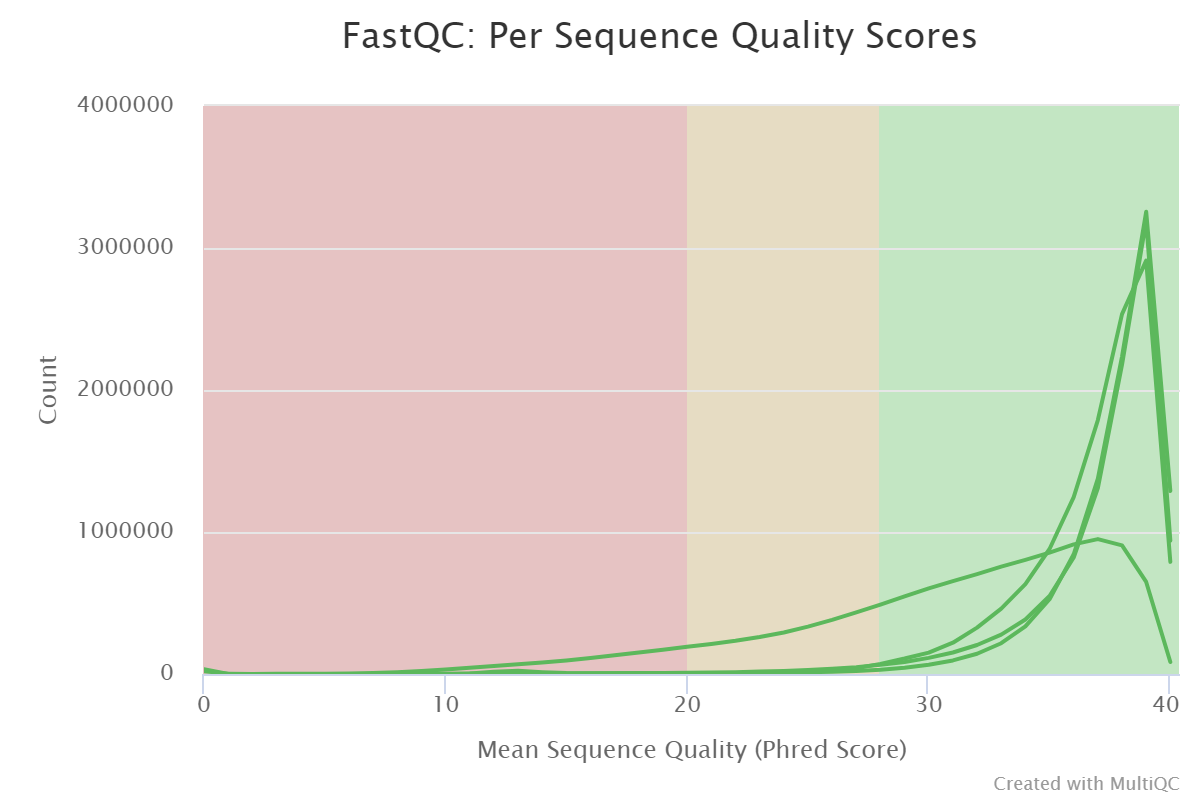 FastQC: Per Sequence Quality Scores
4000000
3000000
2000000
1000000
0
Count
0 10 20 30 40
Mean Sequence Quality (Phred Score)
Created with MultiQC